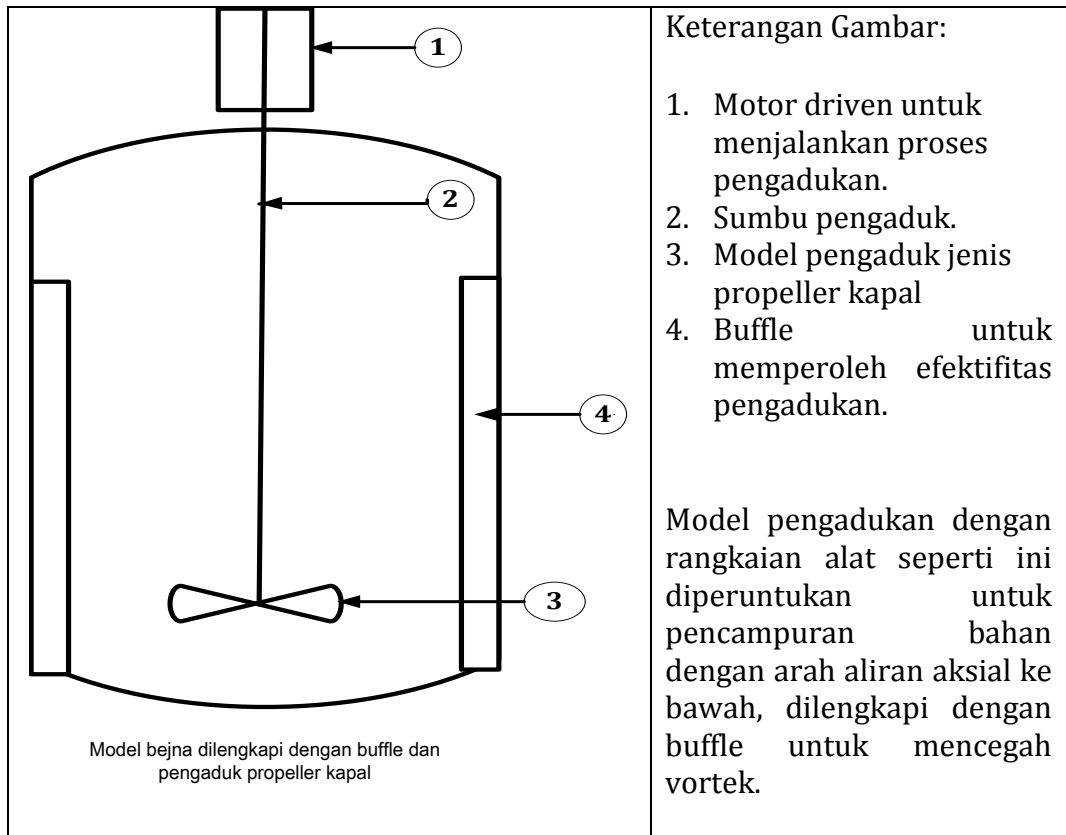 1
2
4
3
Model bejna dilengkapi dengan buffle dan
pengaduk propeller kapal
Keterangan Gambar:
1. Motor driven untuk
menjalankan proses
pengadukan.
2. Sumbu pengaduk.
3. Model pengaduk jenis
propeller kapal
4. Buffle untuk
memperoleh efektifitas
pengadukan.
Model pengadukan dengan
rangkaian alat seperti ini
diperuntukan untuk
pencampuran bahan
dengan arah aliran aksial ke
bawah, dilengkapi dengan
buffle untuk mencegah
vortek.